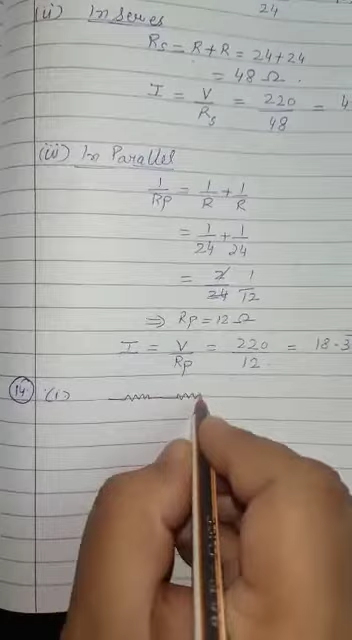 24
(ii) In Series
Rs = R+R = 24+24
= 48 Ω.
I = V/Rs = 220/48 = 4
(iii) In Parallel
1/Rp = 1/R + 1/R
= 1/24 + 1/24
= 2/24 1/12
⇒ Rp = 12 Ω
I = V/Rp = 220/12 = 18.3
14 (i)